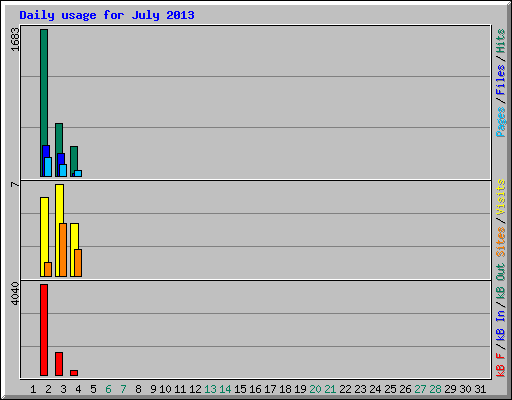 Daily usage for July 2013
1683
Pages/Files/Hits
7
Sites/Visits
4040
kB F/kB In/kB Out
1 2 3 4 5 6 7 8 9 10 11 12 13 14 15 16 17 18 19 20 21 22 23 24 25 26 27 28 29 30 31